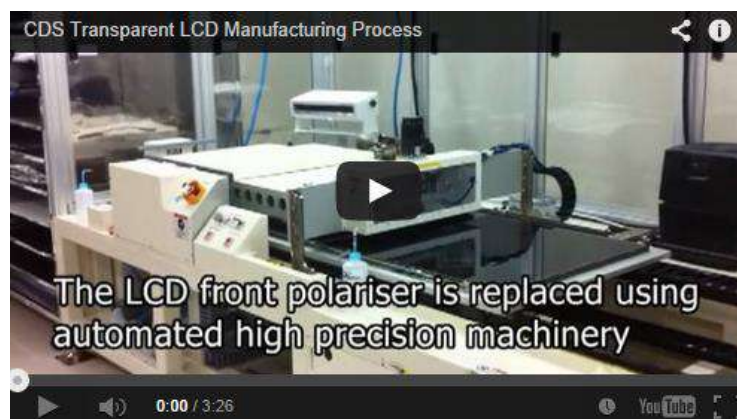 CDS Transparent LCD Manufacturing Process
The LCD front polariser is replaced using
automated high precision machinery
0:00 / 3:26
YouTube